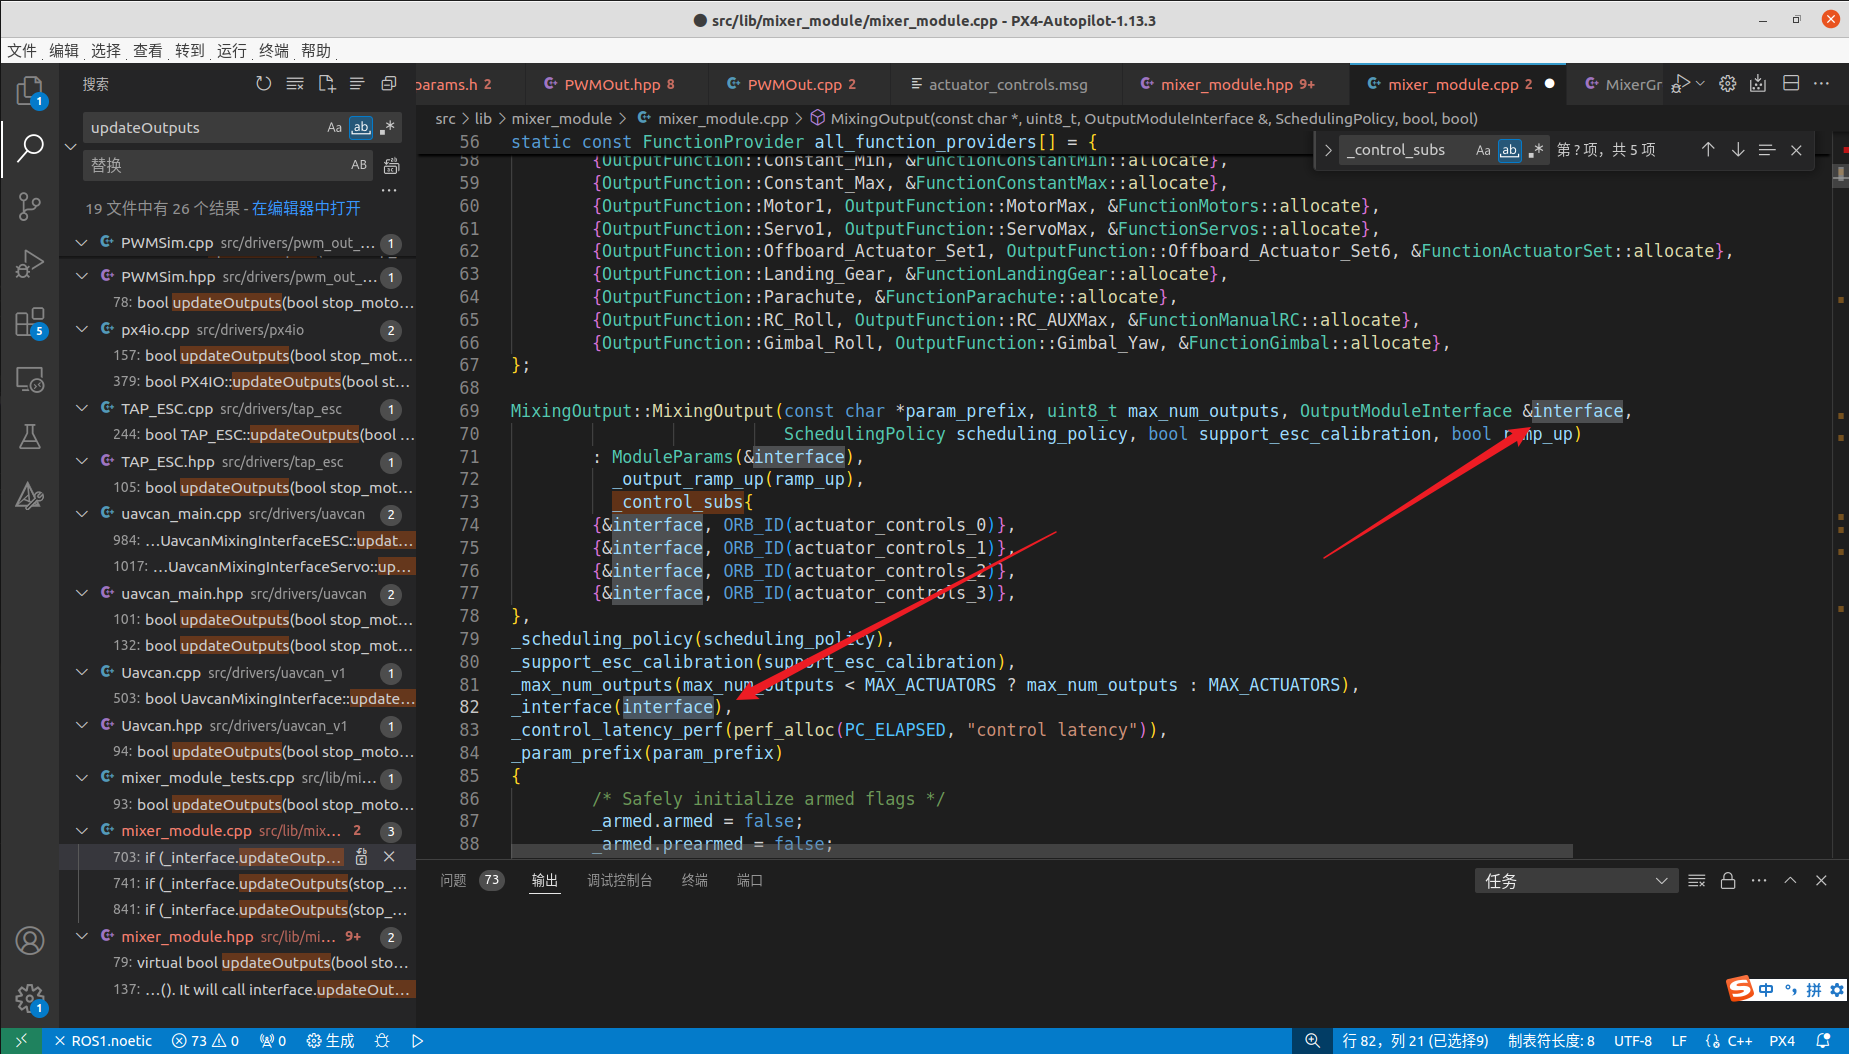 ● src/lib/mixer_module/mixer_module.cpp - PX4-Autopilot-1.13.3
文件 编辑 选择 查看 转到 运行 终端 帮助
搜索
params.h 2 PWMOut.hpp 8 PWMOut.cpp 2 actuator_controls.msg mixer_module.hpp 9+ mixer_module.cpp 2 ● MixerGr
src > lib > mixer_module > mixer_module.cpp > MixingOutput(const char *, uint8_t, OutputModuleInterface &, SchedulingPolicy, bool, bool)
updateOutputs Aa ab
替换 AB
19 文件中有 26 个结果 - 在编辑器中打开
PWMSim.cpp src/drivers/pwm_out_... 1
PWMSim.hpp src/drivers/pwm_out_... 1
78: bool updateOutputs(bool stop_moto...
px4io.cpp src/drivers/px4io 2
157: bool updateOutputs(bool stop_mot...
379: bool PX4IO::updateOutputs(bool st...
TAP_ESC.cpp src/drivers/tap_esc 1
244: bool TAP_ESC::updateOutputs(bool ...
TAP_ESC.hpp src/drivers/tap_esc 1
105: bool updateOutputs(bool stop_mot...
uavcan_main.cpp src/drivers/uavcan 2
984: ...UavcanMixingInterfaceESC::updat...
1017: ...UavcanMixingInterfaceServo::up...
uavcan_main.hpp src/drivers/uavcan 2
101: bool updateOutputs(bool stop_mot...
132: bool updateOutputs(bool stop_mot...
Uavcan.cpp src/drivers/uavcan_v1 1
503: bool UavcanMixingInterface::update...
Uavcan.hpp src/drivers/uavcan_v1 1
94: bool updateOutputs(bool stop_moto...
mixer_module_tests.cpp src/lib/mi... 1
93: bool updateOutputs(bool stop_moto...
mixer_module.cpp src/lib/mix... 2 3
703: if (_interface.updateOutp...
741: if (_interface.updateOutputs(stop_...
841: if (_interface.updateOutputs(stop_...
mixer_module.hpp src/lib/mi... 9+ 2
79: virtual bool updateOutputs(bool sto...
137: ...(). It will call interface.updateOut...
_control_subs Aa ab 第 ? 项，共 5 项
56 static const FunctionProvider all_function_providers[] = {
58 {OutputFunction::Constant_Min, &FunctionConstantMin::allocate},
59 {OutputFunction::Constant_Max, &FunctionConstantMax::allocate},
60 {OutputFunction::Motor1, OutputFunction::MotorMax, &FunctionMotors::allocate},
61 {OutputFunction::Servo1, OutputFunction::ServoMax, &FunctionServos::allocate},
62 {OutputFunction::Offboard_Actuator_Set1, OutputFunction::Offboard_Actuator_Set6, &FunctionActuatorSet::allocate},
63 {OutputFunction::Landing_Gear, &FunctionLandingGear::allocate},
64 {OutputFunction::Parachute, &FunctionParachute::allocate},
65 {OutputFunction::RC_Roll, OutputFunction::RC_AUXMax, &FunctionManualRC::allocate},
66 {OutputFunction::Gimbal_Roll, OutputFunction::Gimbal_Yaw, &FunctionGimbal::allocate},
67 };
68
69 MixingOutput::MixingOutput(const char *param_prefix, uint8_t max_num_outputs, OutputModuleInterface &interface,
70 SchedulingPolicy scheduling_policy, bool support_esc_calibration, bool ramp_up)
71 : ModuleParams(&interface),
72 _output_ramp_up(ramp_up),
73 _control_subs{
74 {&interface, ORB_ID(actuator_controls_0)},
75 {&interface, ORB_ID(actuator_controls_1)},
76 {&interface, ORB_ID(actuator_controls_2)},
77 {&interface, ORB_ID(actuator_controls_3)},
78 },
79 _scheduling_policy(scheduling_policy),
80 _support_esc_calibration(support_esc_calibration),
81 _max_num_outputs(max_num_outputs < MAX_ACTUATORS ? max_num_outputs : MAX_ACTUATORS),
82 _interface(interface),
83 _control_latency_perf(perf_alloc(PC_ELAPSED, "control latency")),
84 _param_prefix(param_prefix)
85 {
86 /* Safely initialize armed flags */
87 _armed.armed = false;
88 _armed.prearmed = false;
问题 73 输出 调试控制台 终端 端口 任务
中 °, 拼
ROS1.noetic 73 0 0 生成 行 82，列 21 (已选择9) 制表符长度: 8 UTF-8 LF C++ PX4